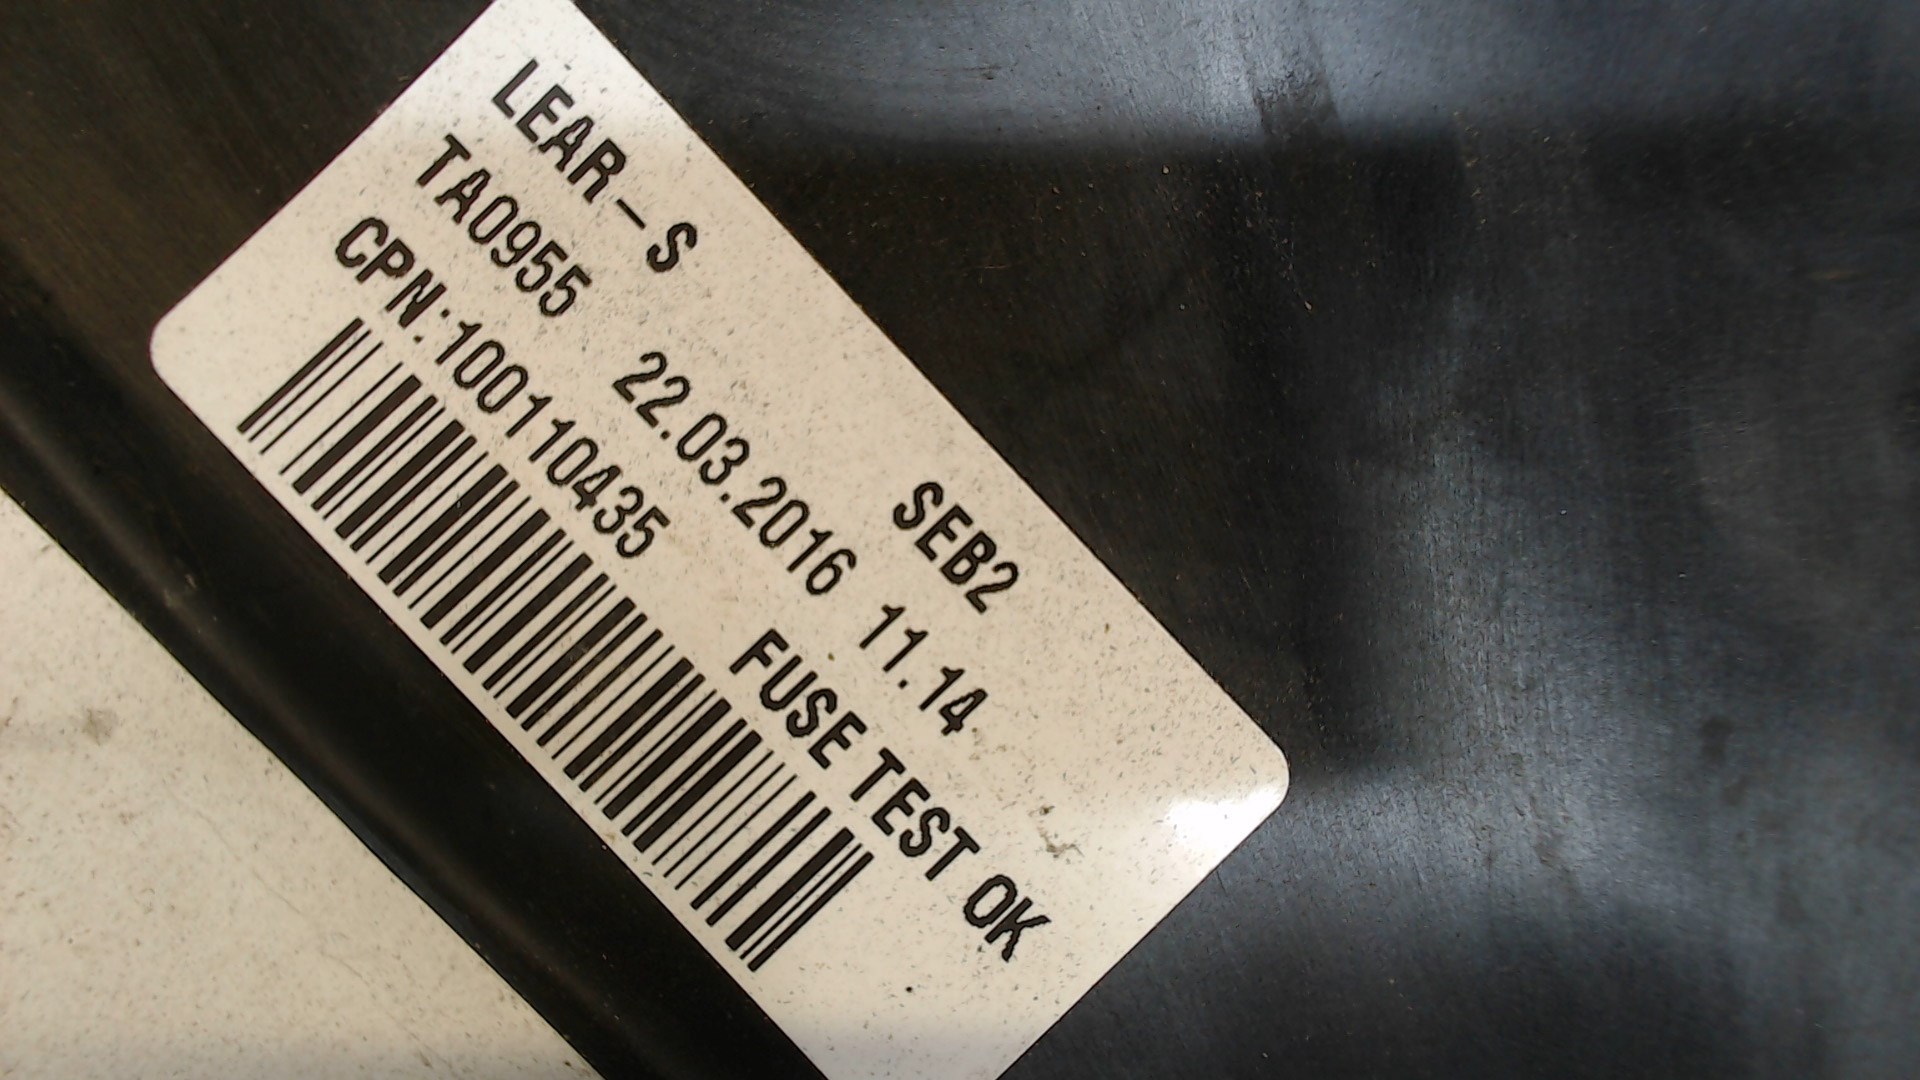 LEAR-S SEB2
TA0955 22.03.2016 11.14
CPN:100110435 FUSE TEST OK